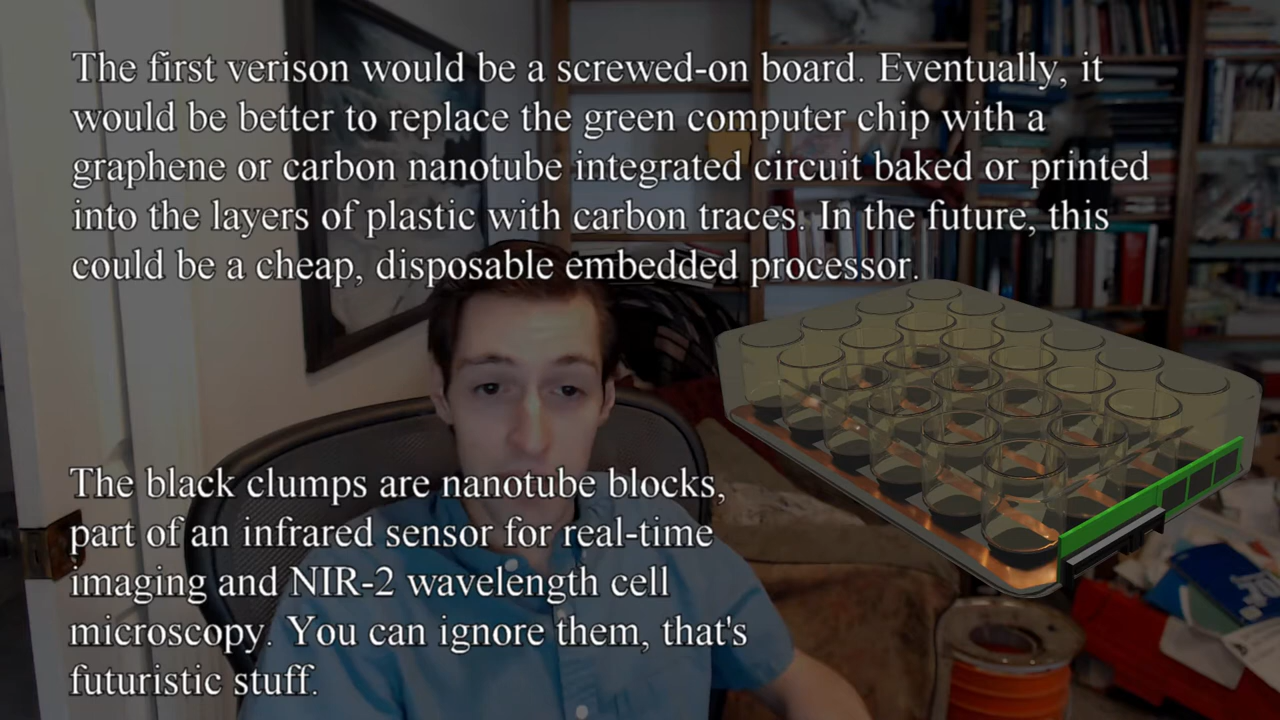 The first verison would be a screwed-on board. Eventually, it
would be better to replace the green computer chip with a
graphene or carbon nanotube integrated circuit baked or printed
into the layers of plastic with carbon traces. In the future, this
could be a cheap, disposable embedded processor.
The black clumps are nanotube blocks,
part of an infrared sensor for real-time
imaging and NIR-2 wavelength cell
microscopy. You can ignore them, that's
futuristic stuff.